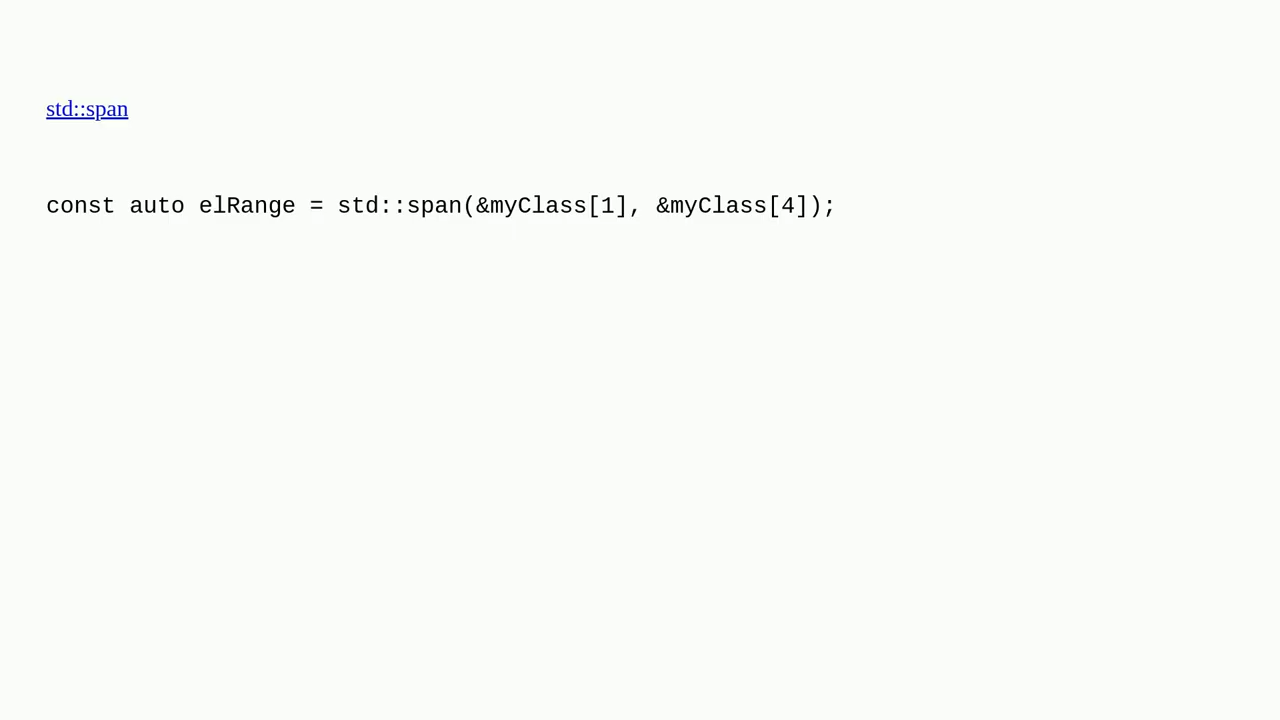 std::span
const auto elRange = std::span(&myClass[1], &myClass[4]);